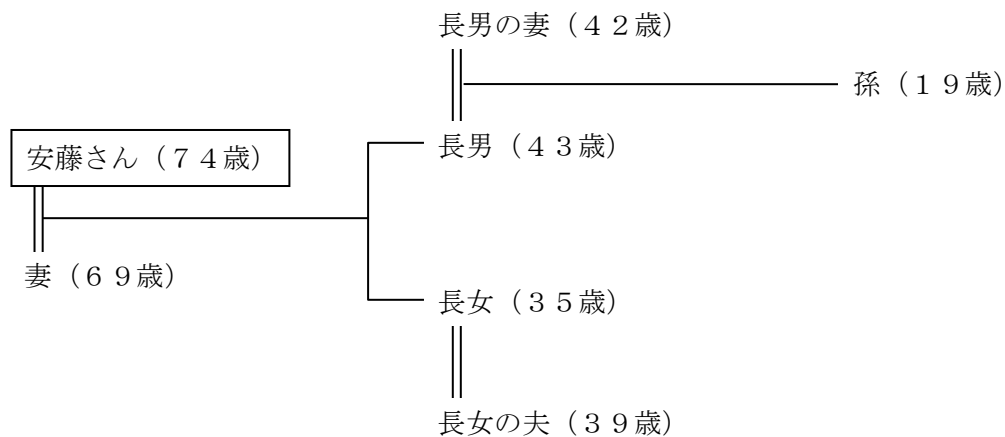 長男の妻（４２歳）
孫（１９歳）
安藤さん（７４歳）
長男（４３歳）
妻（６９歳）
長女（３５歳）
長女の夫（３９歳）